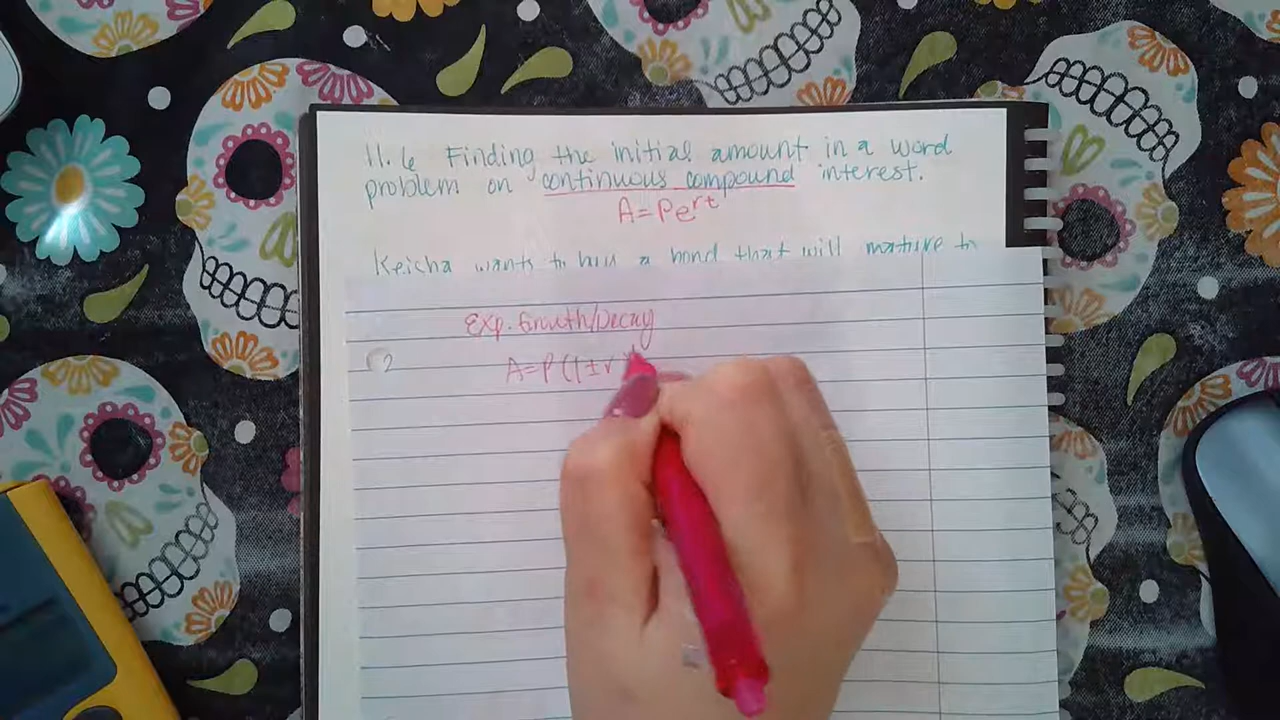 11.6 Finding the initial amount in a word
problem on continuous compound interest.
A=Pe^rt
Keicha wants to buy a bond that will mature to
Exp. Growth/Decay
A=P(1±r